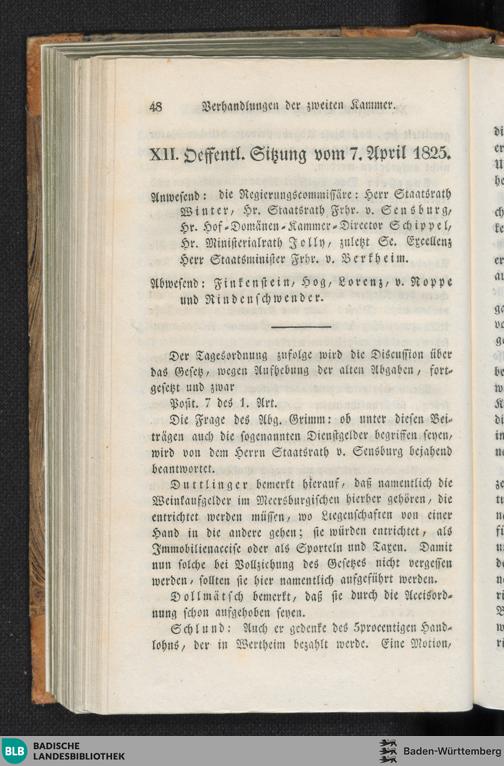 48 Verhandlungen der zweiten Kammer.
XII. Oeffentl. Sitzung vom 7. April 1825.
Anwesend: die Regierungscommissäre: Herr Staatsrath
Winter, Hr. Staatsrath Frhr. v. Sensburg,
Hr. Hof-Domänen-Kammer-Director Schippel,
Hr. Ministerialrath Jolly, zuletzt Se. Excellenz
Herr Staatsminister Frhr. v. Berkheim.
Abwesend: Finkenstein, Hog, Lorenz, v. Roppe
und Rindenschwender.
Der Tagesordnung zufolge wird die Discussion über
das Gesetz, wegen Aufhebung der alten Abgaben, fort-
gesetzt und zwar
Posit. 7 des 1. Art.
Die Frage des Abg. Grimm: ob unter diesen Bei-
trägen auch die sogenannten Dienstgelder begriffen seyen,
wird von dem Herrn Staatsrath v. Sensburg bejahend
beantwortet.
Duttlinger bemerkt hierauf, daß namentlich die
Weinkaufgelder im Meersburgischen hierher gehören, die
entrichtet werden müssen, wo Liegenschaften von einer
Hand in die andere gehen; sie würden entrichtet, als
Immobilienaccise oder als Sporteln und Taxen. Damit
nun solche bei Vollziehung des Gesetzes nicht vergessen
werden, sollten sie hier namentlich aufgeführt werden.
Dollmätsch bemerkt, daß sie durch die Accisord-
nung schon aufgehoben seyen.
Schlund: Auch er gedenke des 5procentigen Hand-
lohns, der in Wertheim bezahlt werde. Eine Motion,
BLB BADISCHE
LANDESBIBLIOTHEK
Baden-Württemberg